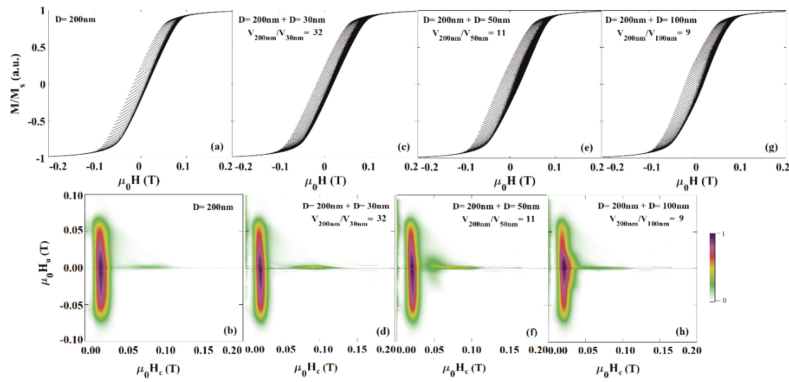 D= 200nm
D= 200nm + D= 30nm
V200nm/V30nm = 32
D= 200nm + D= 50nm
V200nm/V50nm = 11
D= 200nm + D= 100nm
V200nm/V100nm = 9
M/Ms (a.u.)
1
0.5
0
-0.5
-1
(a)
(c)
(e)
(g)
-0.2 -0.1 0 0.1
-0.2 -0.1 0 0.1
-0.2 -0.1 0 0.1
-0.2 -0.1 0 0.1 0.2
μ0H (T)
μ0H (T)
μ0H (T)
μ0H (T)
D= 200nm
D= 200nm + D= 30nm
V200nm/V30nm = 32
D= 200nm + D= 50nm
V200nm/V50nm = 11
D= 200nm + D= 100nm
V200nm/V100nm = 9
μ0Hu (T)
0.10
0.05
0.00
-0.05
-0.10
1
0
(b)
(d)
(f)
(h)
0.00 0.05 0.10 0.15 0.20
0.00 0.05 0.10 0.15 0.20
0.00 0.05 0.10 0.15 0.20
0.00 0.05 0.10 0.15 0.20
μ0Hc (T)
μ0Hc (T)
μ0Hc (T)
μ0Hc (T)